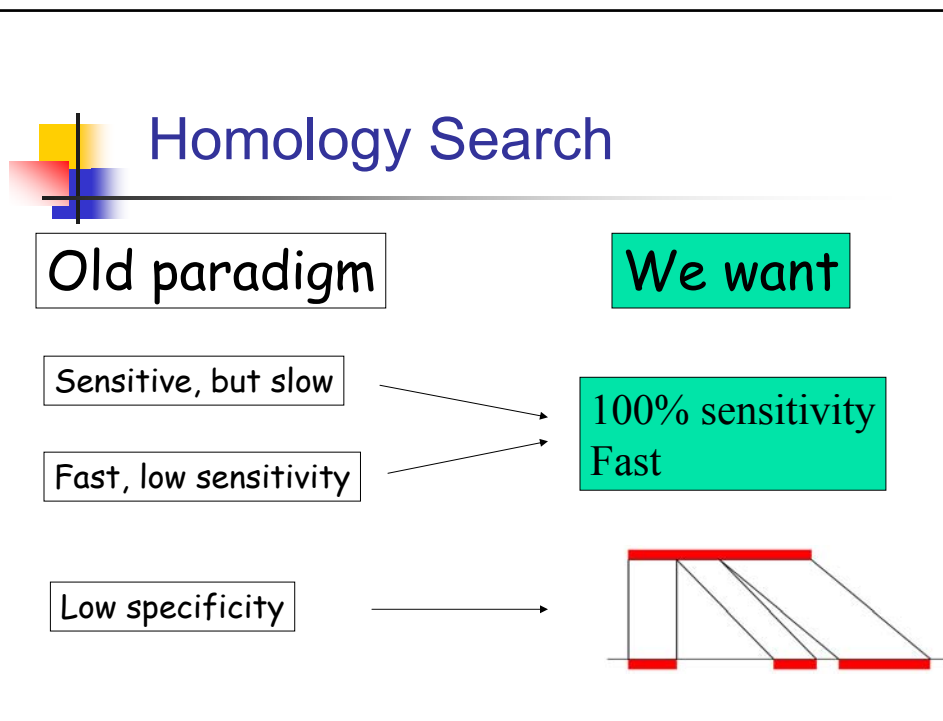 Homology Search
Old paradigm
We want
Sensitive, but slow
Fast, low sensitivity
100% sensitivity
Fast
Low specificity